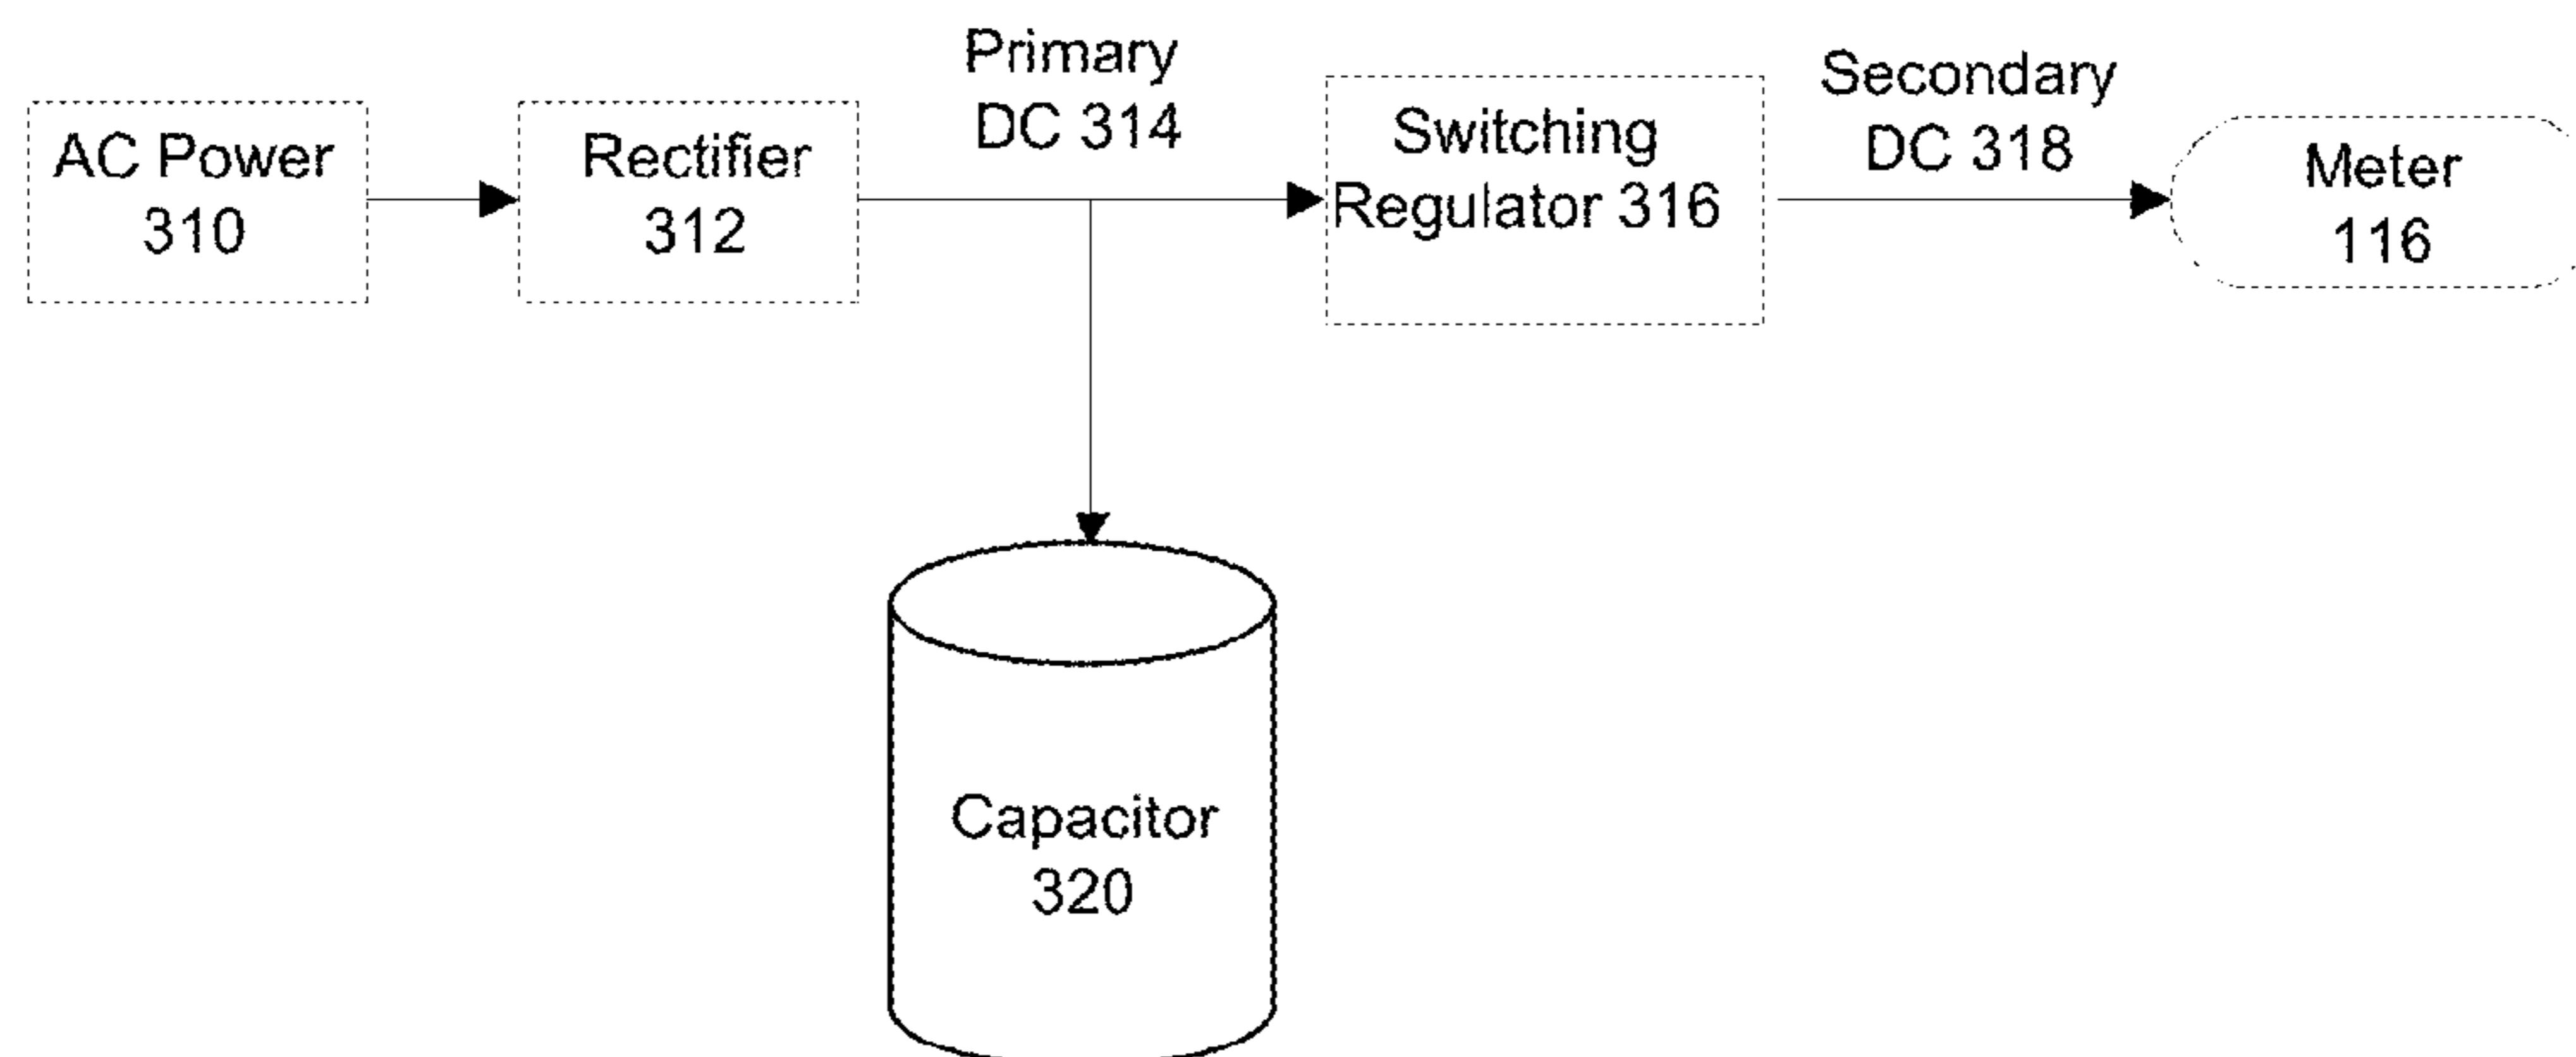 AC Power
310
Rectifier
312
Primary
DC 314
Switching
Regulator 316
Secondary
DC 318
Meter
116
Capacitor
320